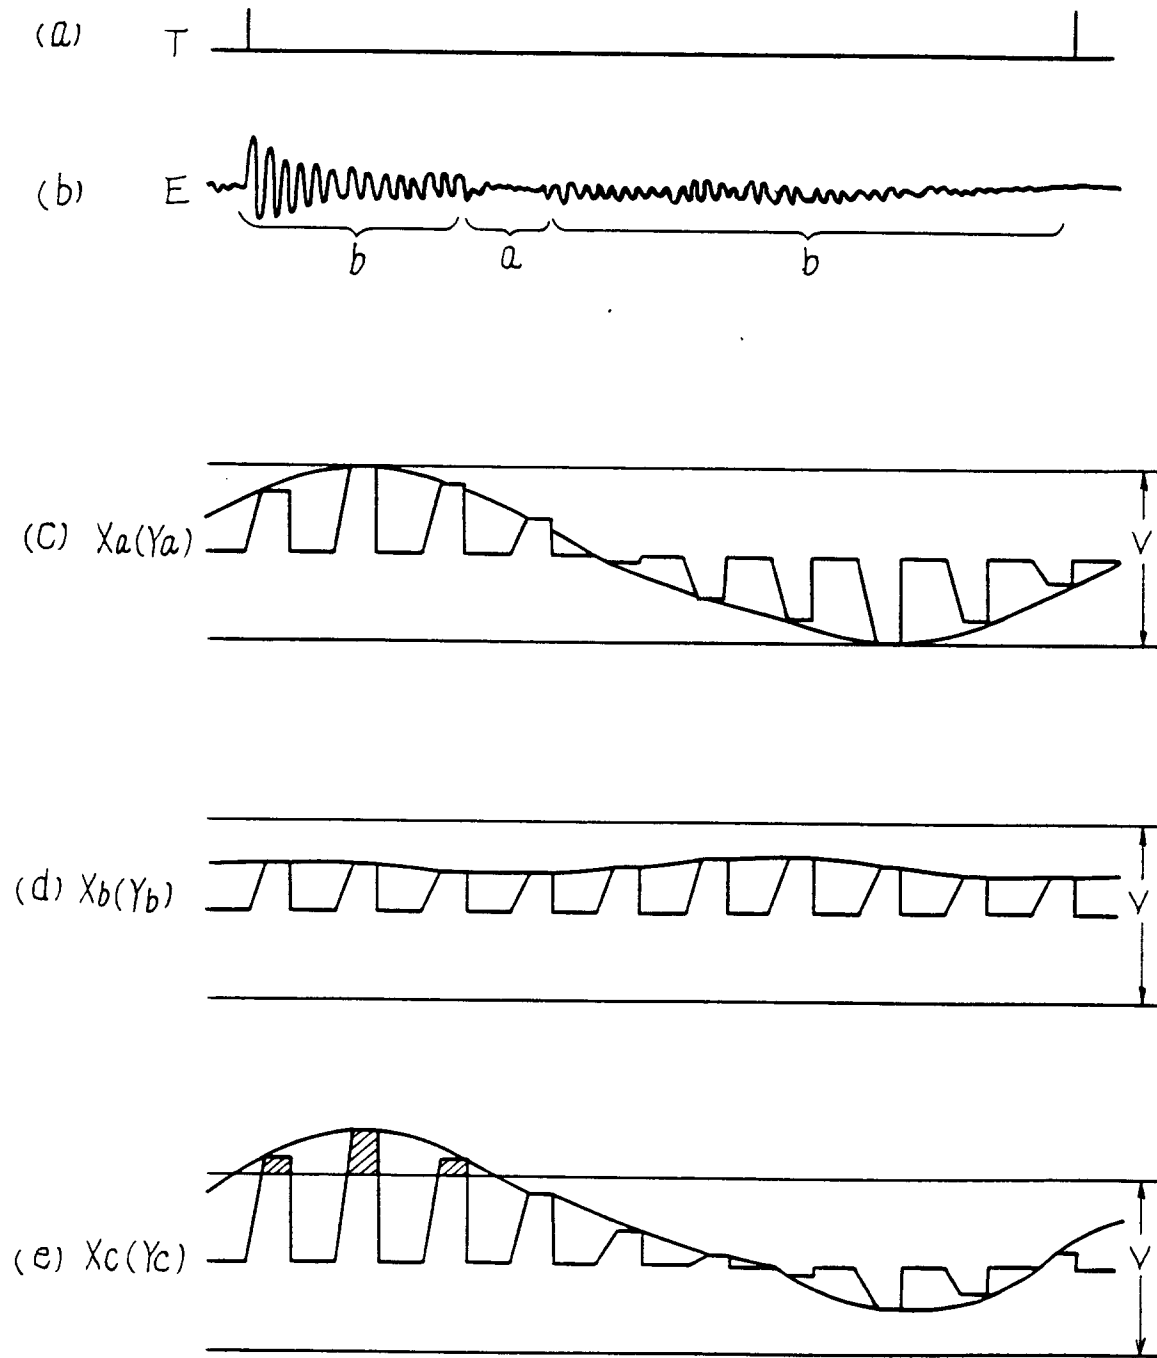 (a) T
(b) E
b a b
(C) Xa(Ya) V
(d) Xb(Yb) V
(e) Xc(Yc) V